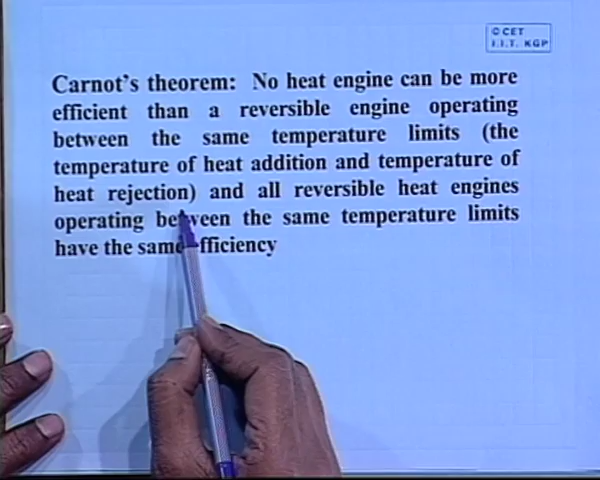 © CET
I.I.T. KGP
Carnot's theorem: No heat engine can be more
efficient than a reversible engine operating
between the same temperature limits (the
temperature of heat addition and temperature of
heat rejection) and all reversible heat engines
operating between the same temperature limits
have the same efficiency